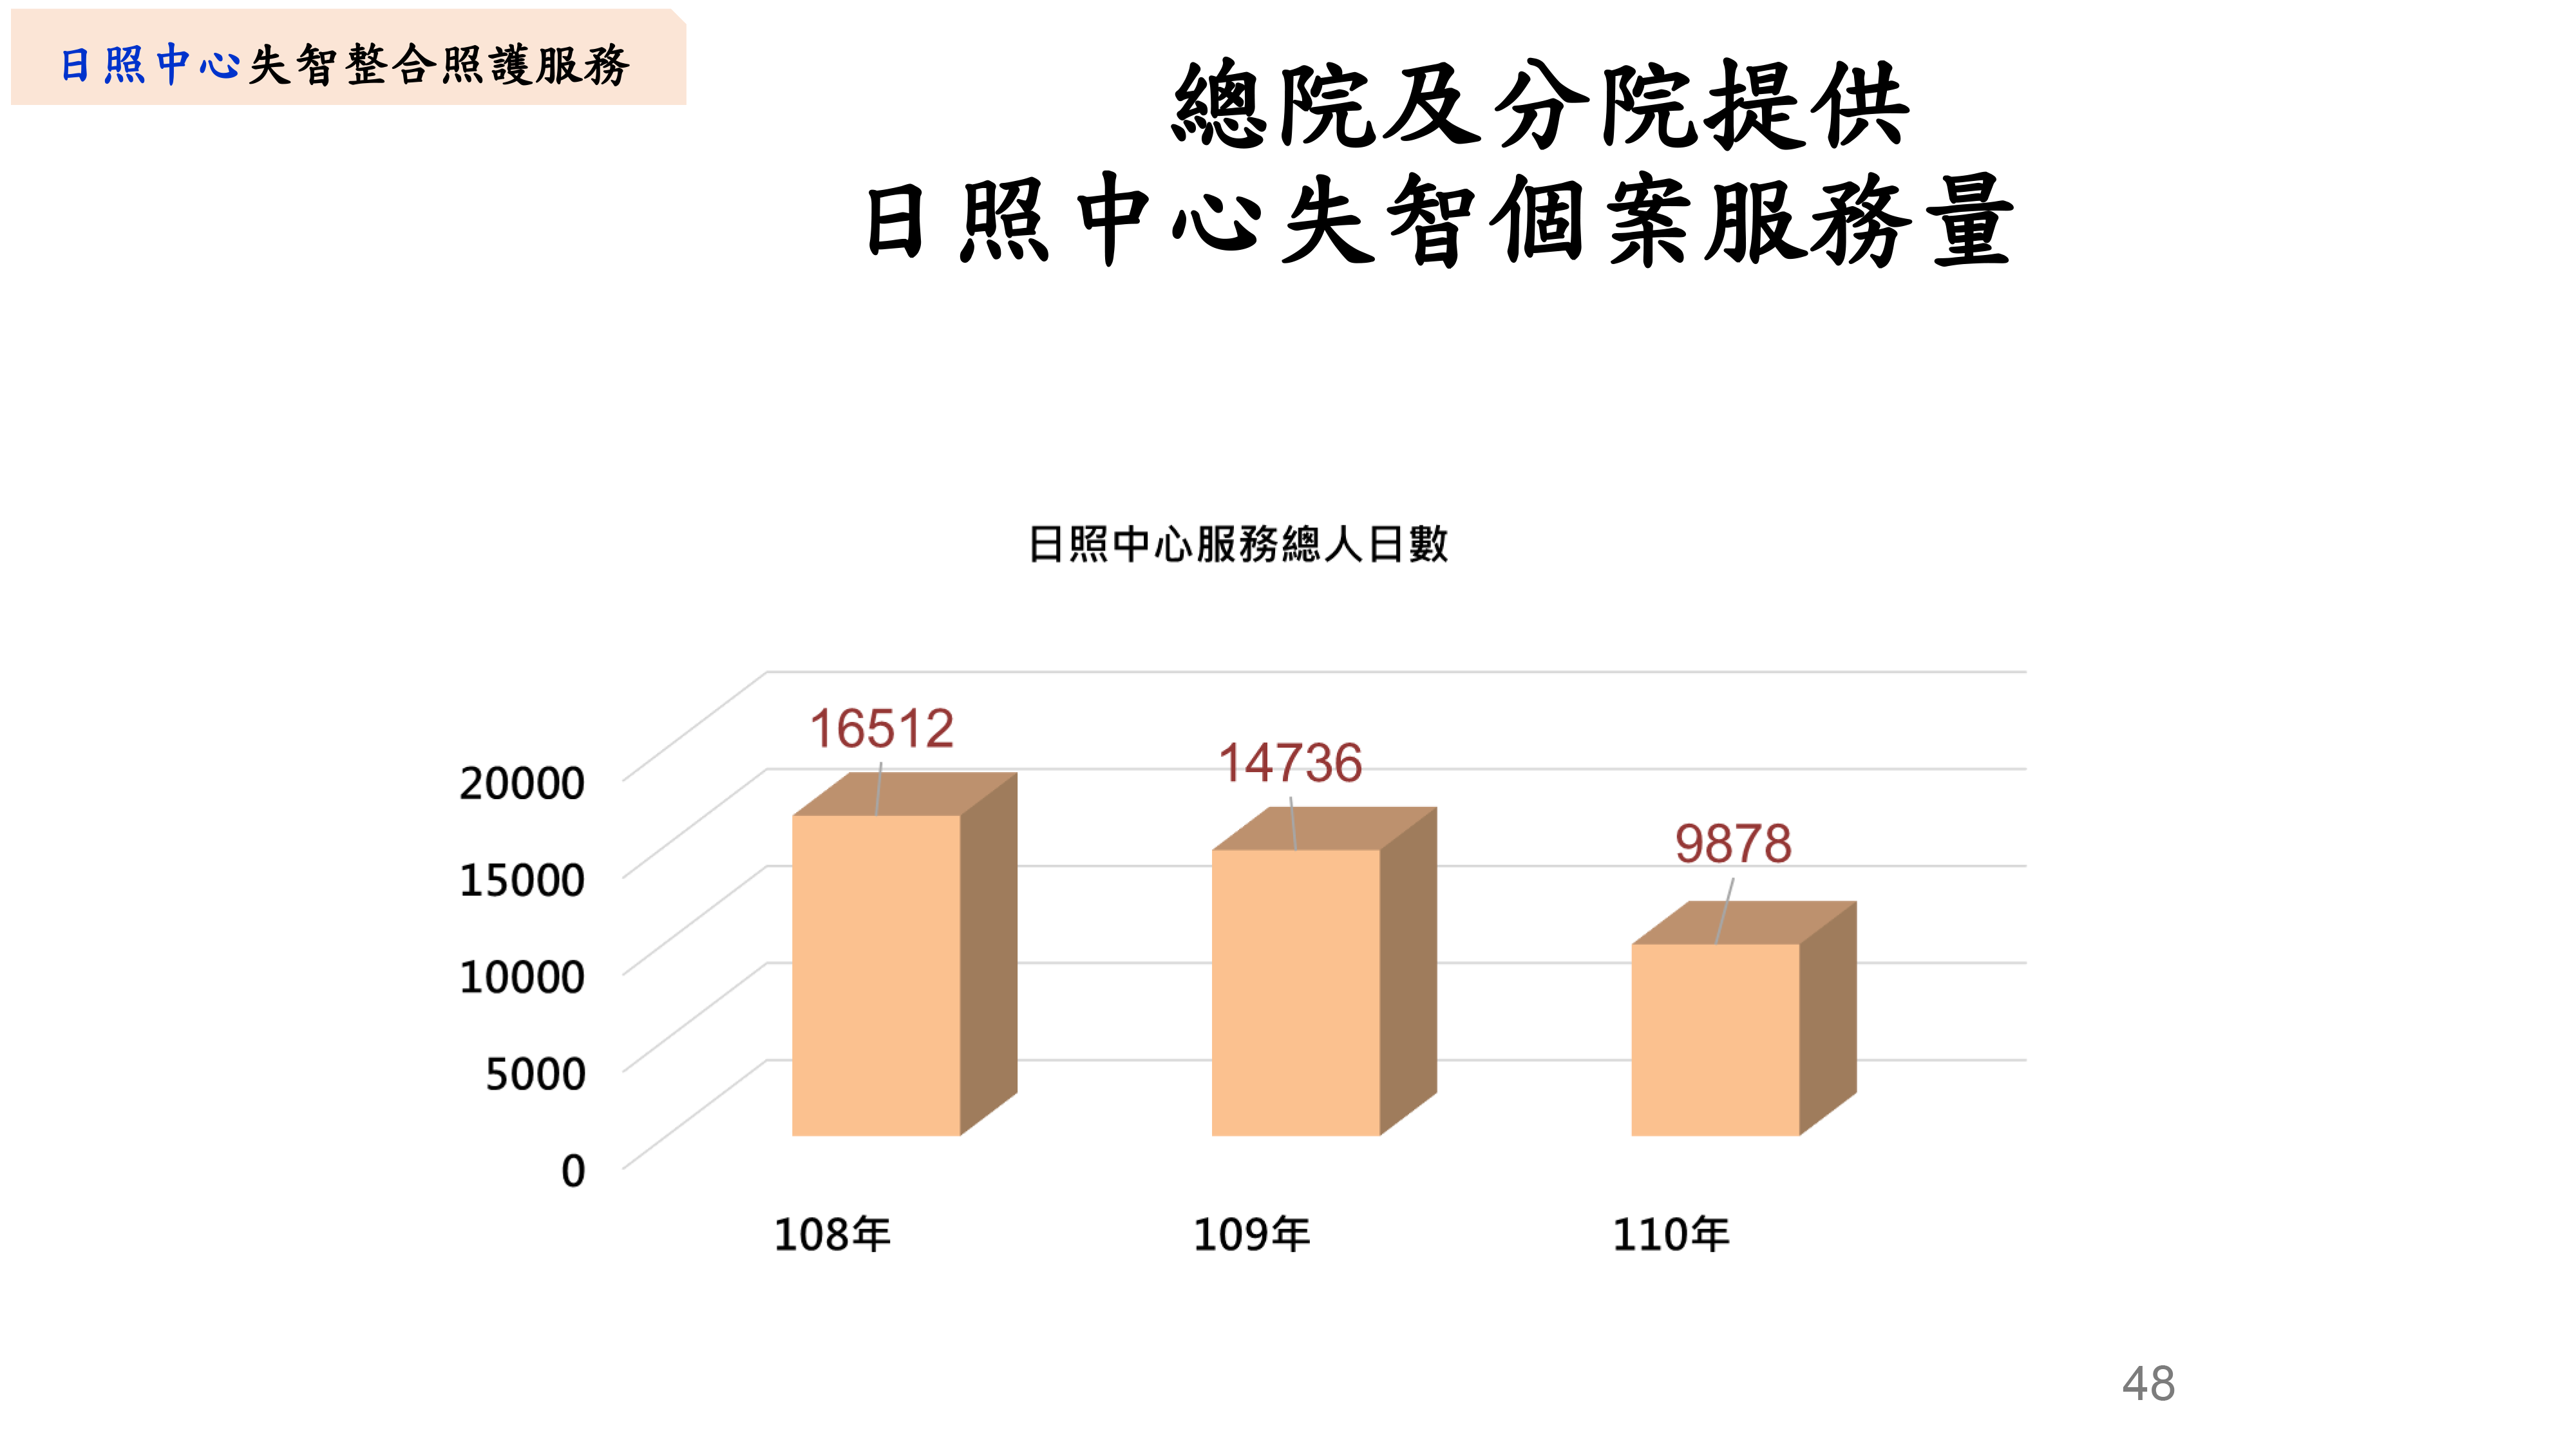 日照中心失智整合照護服務
總院及分院提供
日照中心失智個案服務量
日照中心服務總人日數
20000
15000
10000
5000
0
16512
14736
9878
108年
109年
110年
48